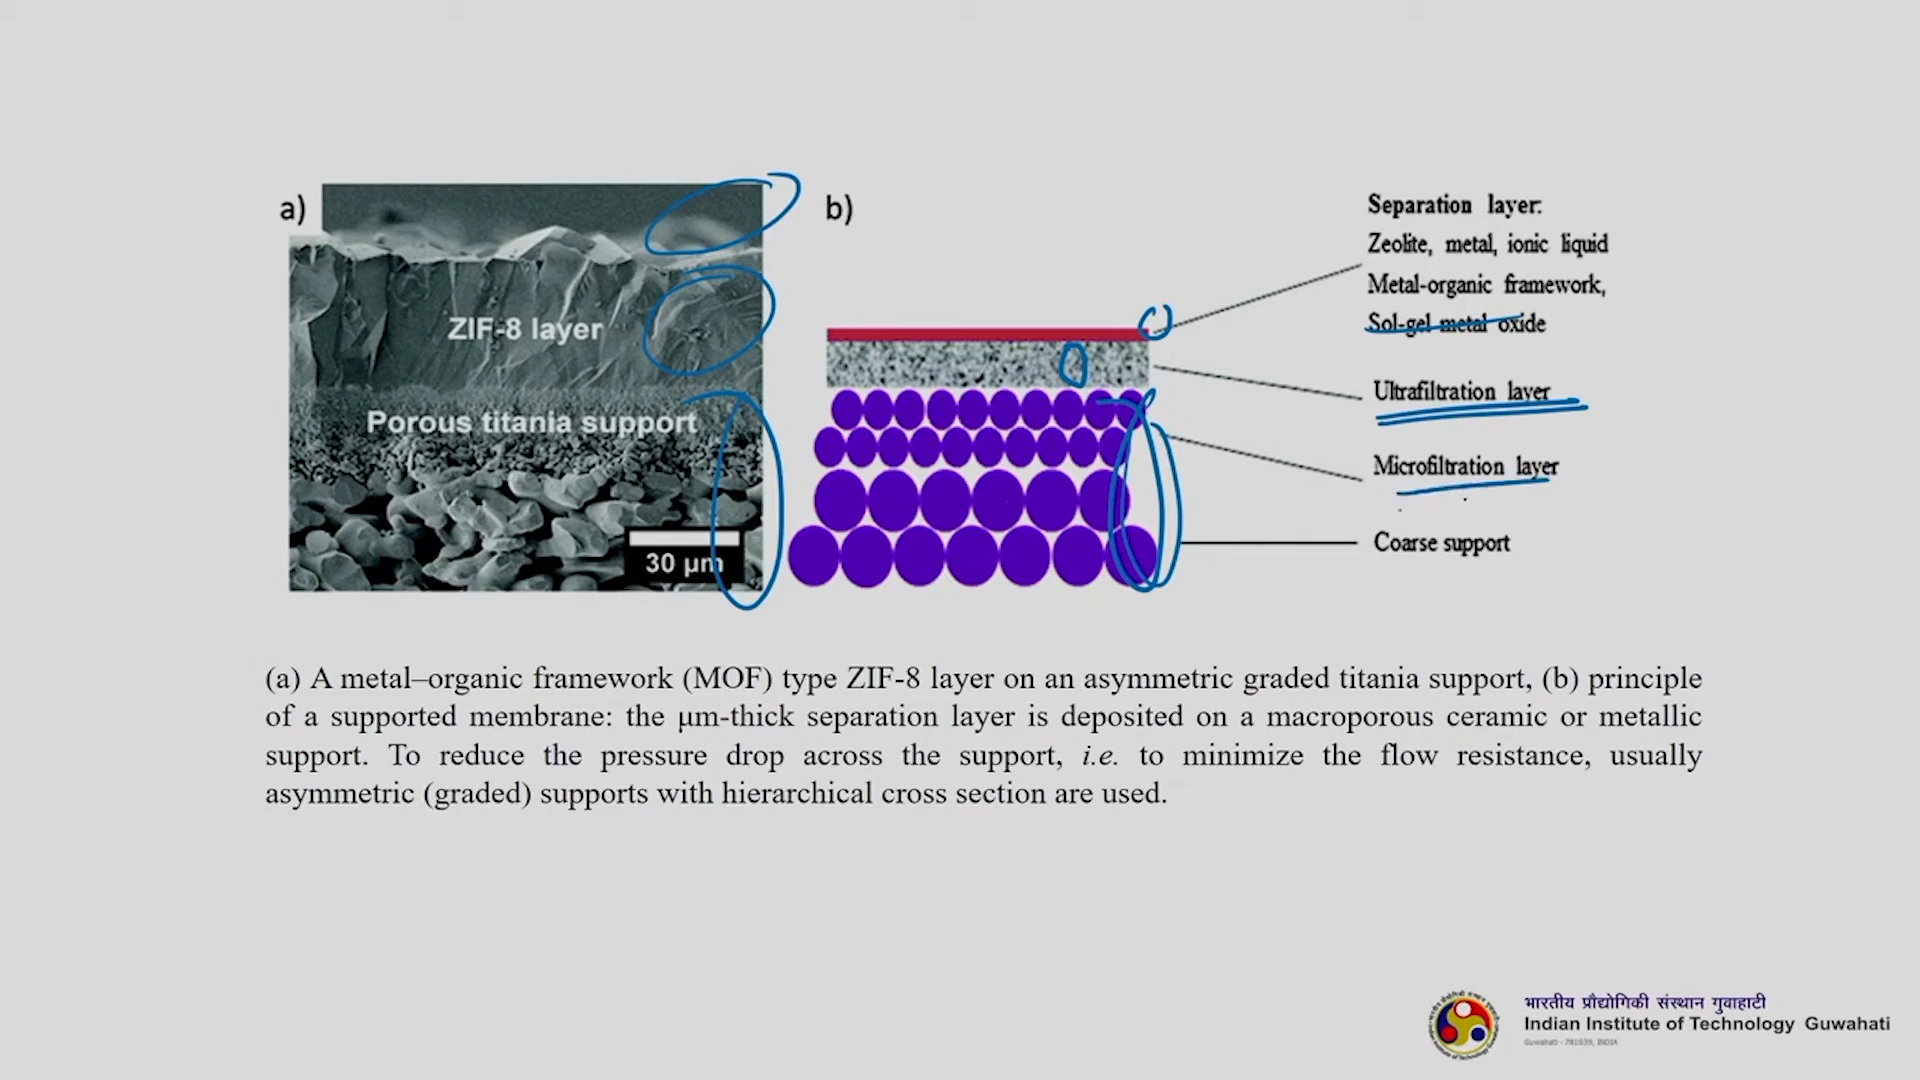 a)
ZIF-8 layer
Porous titania support
30 μm
b)
Separation layer:
Zeolite, metal, ionic liquid
Metal-organic framework,
Sol-gel metal oxide
Ultrafiltration layer
Microfiltration layer
Coarse support
(a) A metal–organic framework (MOF) type ZIF-8 layer on an asymmetric graded titania support, (b) principle
of a supported membrane: the μm-thick separation layer is deposited on a macroporous ceramic or metallic
support. To reduce the pressure drop across the support, i.e. to minimize the flow resistance, usually
asymmetric (graded) supports with hierarchical cross section are used.
भारतीय प्रौद्योगिकी संस्थान गुवाहाटी
Indian Institute of Technology Guwahati
Guwahati - 781039, INDIA